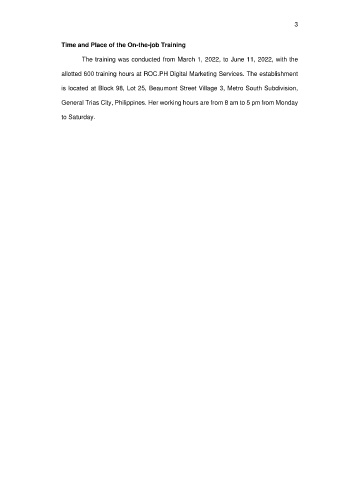 3
Time and Place of the On-the-job Training
The training was conducted from March 1, 2022, to June 11, 2022, with the
allotted 600 training hours at ROC.PH Digital Marketing Services. The establishment
is located at Block 98, Lot 25, Beaumont Street Village 3, Metro South Subdivision,
General Trias City, Philippines. Her working hours are from 8 am to 5 pm from Monday
to Saturday.